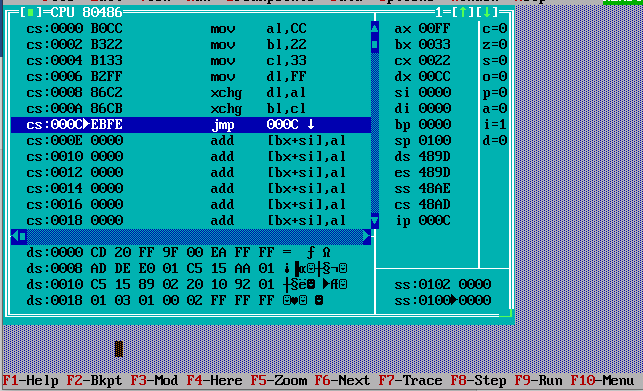 [■]=CPU 80486 1=[↑][↓]
cs:0000 B0CC mov al,CC ax 00FF c=0
cs:0002 B322 mov bl,22 bx 0033 z=0
cs:0004 B133 mov cl,33 cx 0022 s=0
cs:0006 B2FF mov dl,FF dx 00CC o=0
cs:0008 86C2 xchg dl,al si 0000 p=0
cs:000A 86CB xchg bl,cl di 0000 a=0
cs:000C►EBFE jmp 000C ↓ bp 0000 i=1
cs:000E 0000 add [bx+si],al sp 0100 d=0
cs:0010 0000 add [bx+si],al ds 489D
cs:0012 0000 add [bx+si],al es 489D
cs:0014 0000 add [bx+si],al ss 48AE
cs:0016 0000 add [bx+si],al cs 48AD
cs:0018 0000 add [bx+si],al ip 000C
ds:0000 CD 20 FF 9F 00 EA FF FF = ƒ Ω
ds:0008 AD DE E0 01 C5 15 AA 01
ds:0010 C5 15 89 02 20 10 92 01
ds:0018 01 03 01 00 02 FF FF FF ☺♥☺ ☻
ss:0102 0000
ss:0100►0000
F1-Help F2-Bkpt F3-Mod F4-Here F5-Zoom F6-Next F7-Trace F8-Step F9-Run F10-Menu